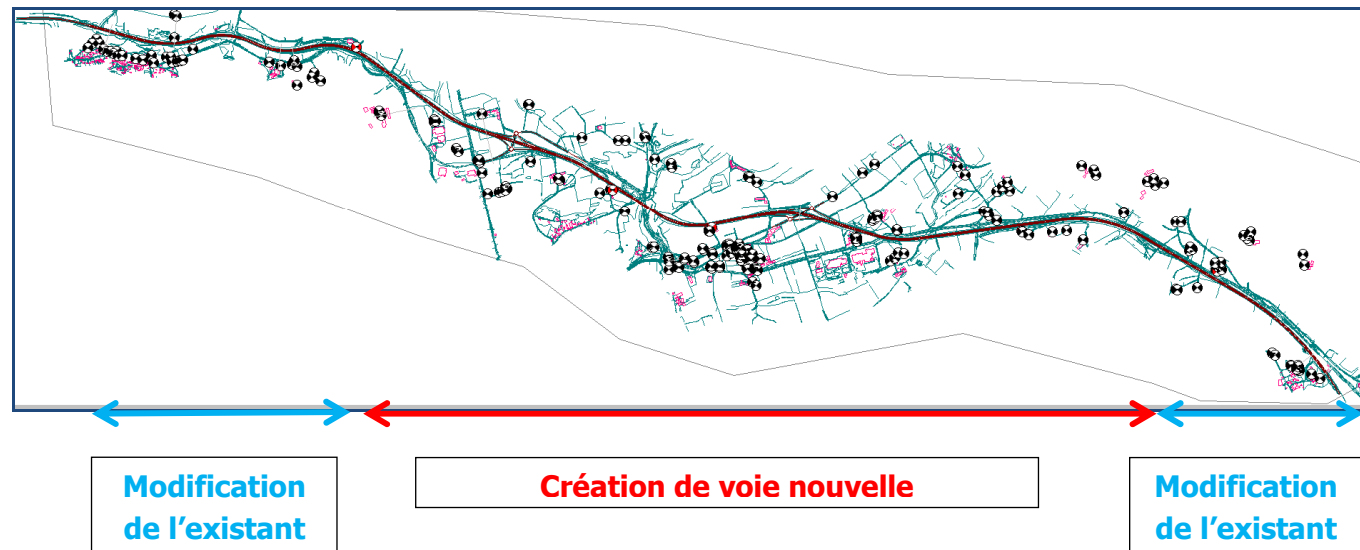 Modification
de l’existant
Création de voie nouvelle
Modification
de l’existant